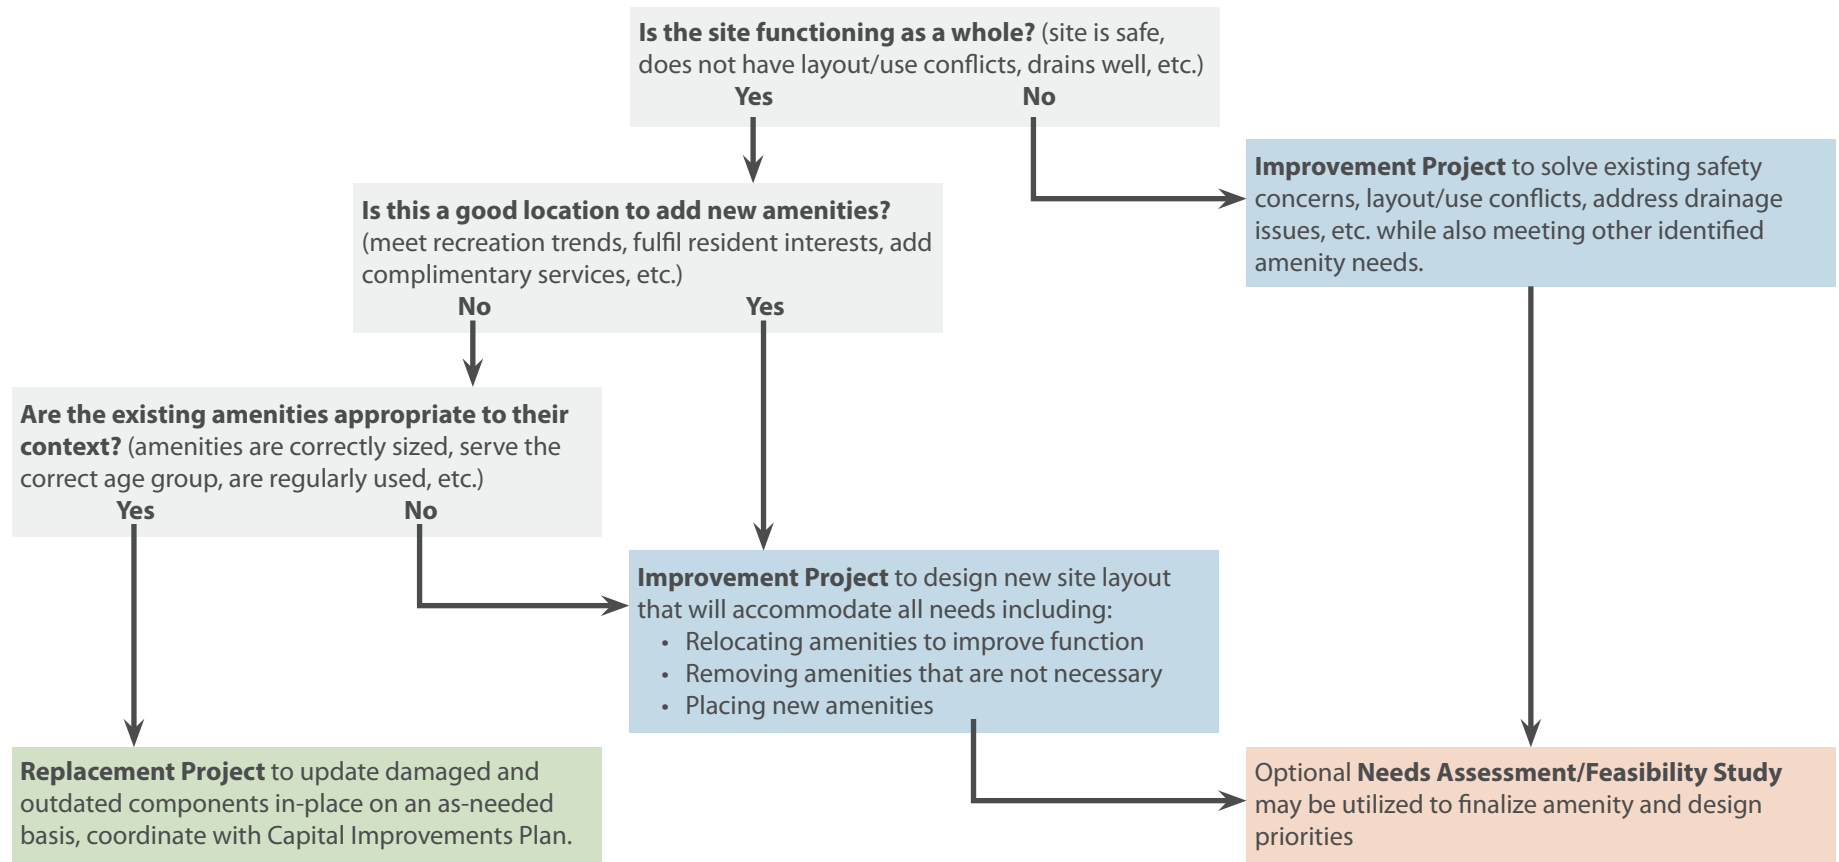 Is the site functioning as a whole? (site is safe,
does not have layout/use conflicts, drains well, etc.)
Yes
No
Improvement Project to solve existing safety
concerns, layout/use conflicts, address drainage
issues, etc. while also meeting other identified
amenity needs.
Is this a good location to add new amenities?
(meet recreation trends, fulfil resident interests, add
complimentary services, etc.)
No
Yes
Are the existing amenities appropriate to their
context? (amenities are correctly sized, serve the
correct age group, are regularly used, etc.)
Yes
No
Improvement Project to design new site layout
that will accommodate all needs including:
• Relocating amenities to improve function
• Removing amenities that are not necessary
• Placing new amenities
Replacement Project to update damaged and
outdated components in-place on an as-needed
basis, coordinate with Capital Improvements Plan.
Optional Needs Assessment/Feasibility Study
may be utilized to finalize amenity and design
priorities